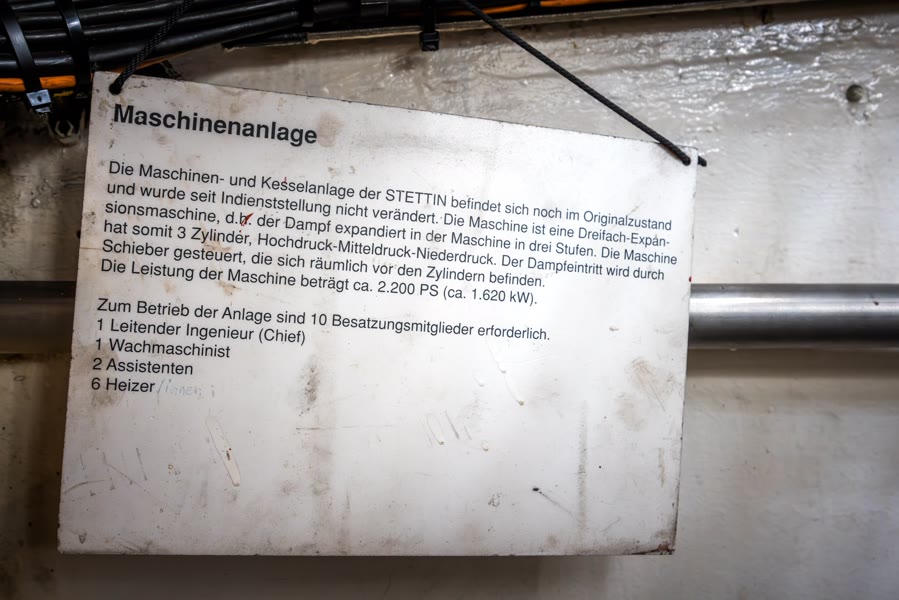 Maschinenanlage
Die Maschinen- und Kesselanlage der STETTIN befindet sich noch im Originalzustand
und wurde seit Indienststellung nicht verändert. Die Maschine ist eine Dreifach-Expan-
sionsmaschine, d.h. der Dampf expandiert in der Maschine in drei Stufen. Die Maschine
hat somit 3 Zylinder, Hochdruck-Mitteldruck-Niederdruck. Der Dampfeintritt wird durch
Schieber gesteuert, die sich räumlich vor den Zylindern befinden.
Die Leistung der Maschine beträgt ca. 2.200 PS (ca. 1.620 kW).
Zum Betrieb der Anlage sind 10 Besatzungsmitglieder erforderlich.
1 Leitender Ingenieur (Chief)
1 Wachmaschinist
2 Assistenten
6 Heizer/innen